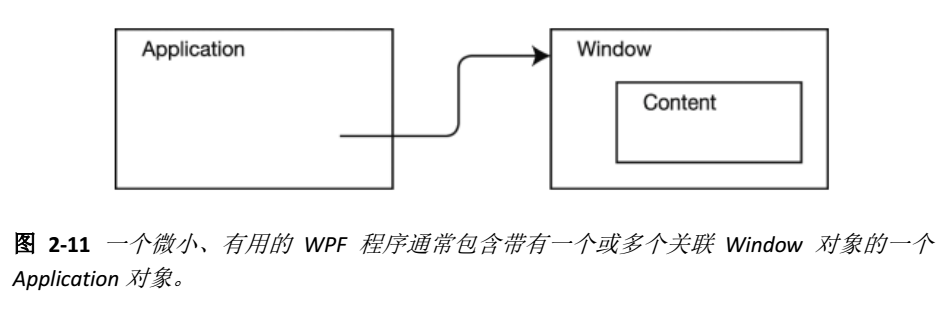 Application
Window
Content
图 2-11 一个微小、有用的 WPF 程序通常包含带有一个或多个关联 Window 对象的一个
Application 对象。